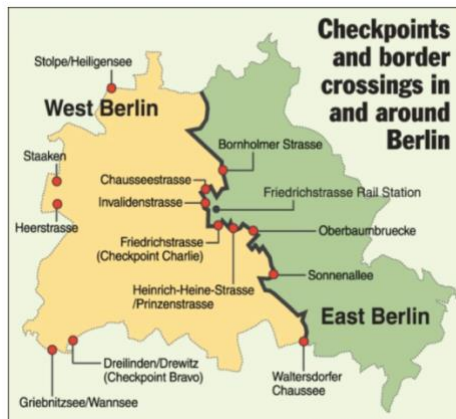 Checkpoints
and border
crossings in
and around
Berlin
Stolpe/Heiligensee
West Berlin
Staaken
Heerstrasse
Chausseestrasse
Invalidenstrasse
Friedrichstrasse
(Checkpoint Charlie)
Heinrich-Heine-Strasse
/Prinzenstrasse
Bornholmer Strasse
Friedrichstrasse Rail Station
Oberbaumbruecke
Sonnenallee
East Berlin
Dreilinden/Drewitz
(Checkpoint Bravo)
Griebnitzsee/Wannsee
Waltersdorfer
Chaussee